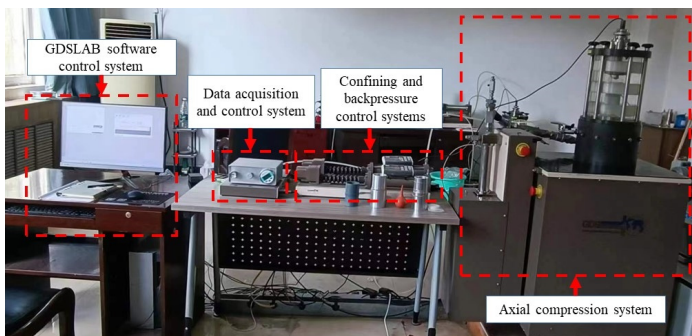 GDSLAB software
control system
Data acquisition
and control system
Confining and
backpressure
control systems
Axial compression system